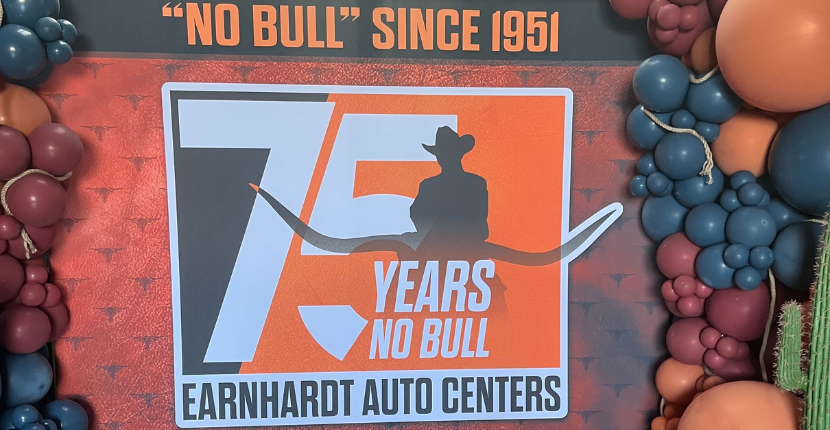 “NO BULL” SINCE 1951
75
YEARS
NO BULL
EARNHARDT AUTO CENTERS